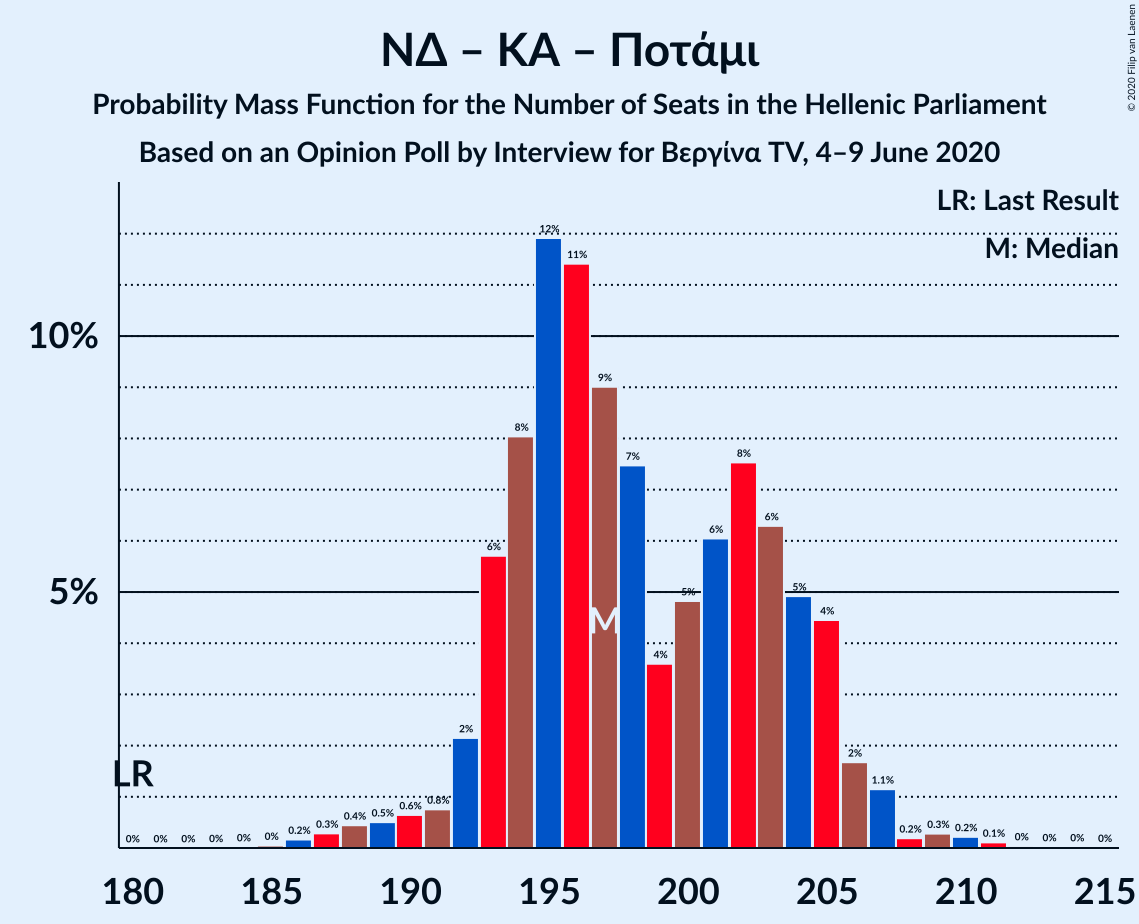 © 2020 Filip van Laenen
ΝΔ – ΚΑ – Ποτάμι
Probability Mass Function for the Number of Seats in the Hellenic Parliament
Based on an Opinion Poll by Interview for Βεργίνα TV, 4–9 June 2020
LR: Last Result
M: Median
10%
5%
LR
M
0% 0% 0% 0% 0% 0% 0.2% 0.3% 0.4% 0.5% 0.6% 0.8% 2% 6% 8% 12% 11% 9% 7% 4% 5% 6% 8% 6% 5% 4% 2% 1.1% 0.2% 0.3% 0.2% 0.1% 0% 0% 0% 0%
180 185 190 195 200 205 210 215